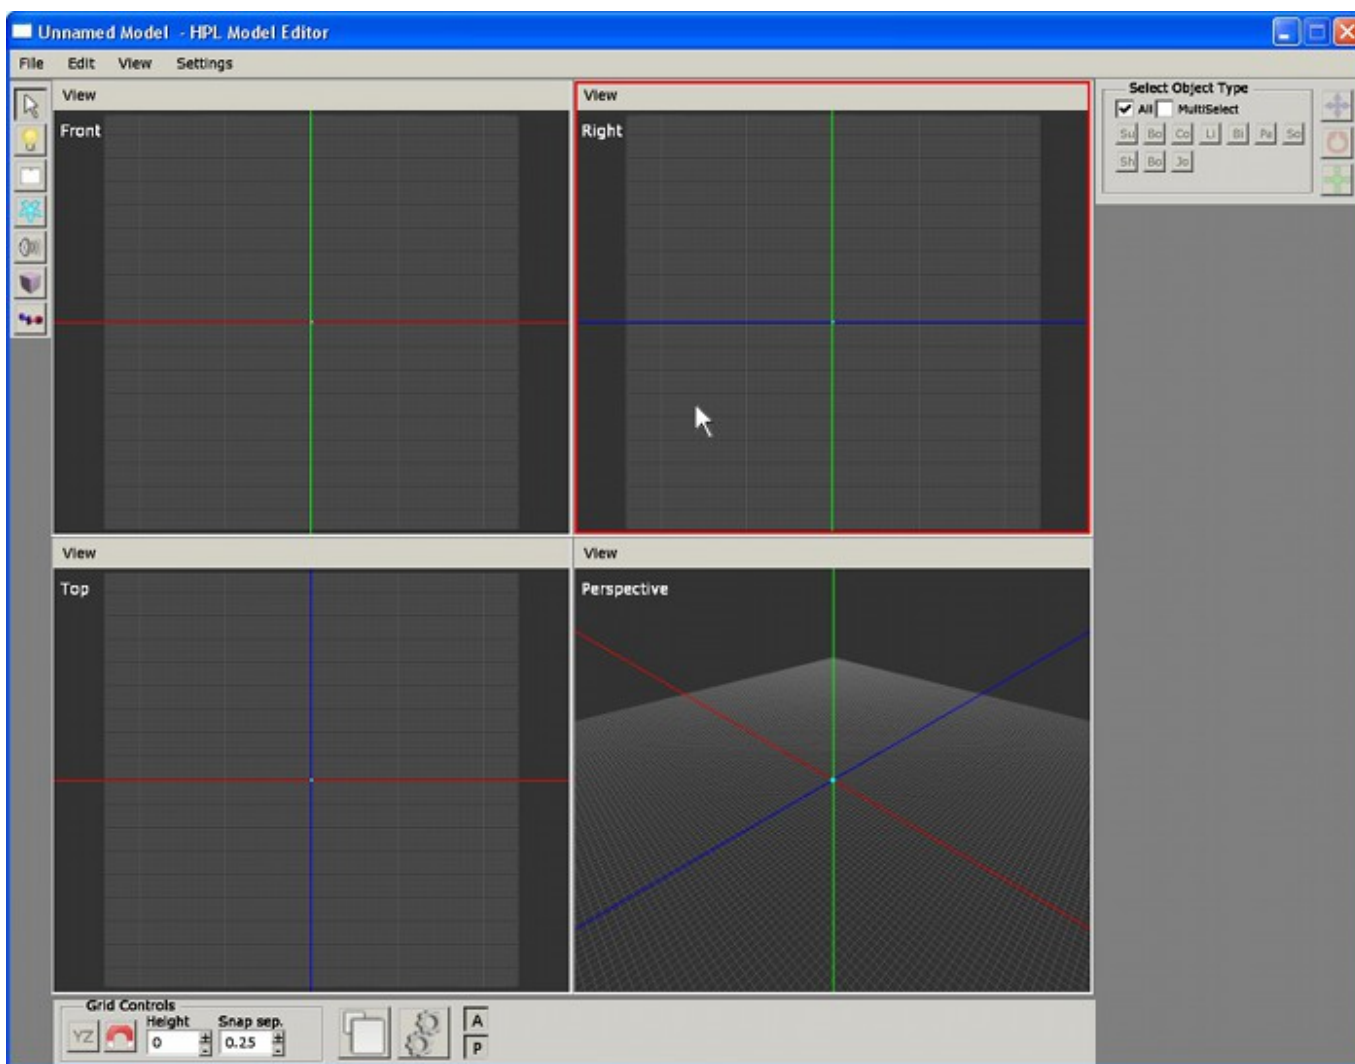 Unnamed Model - HPL Model Editor
File Edit View Settings
View
Front
View
Right
Select Object Type
All MultiSelect
Su Bo Co Li Bi Pa So
Sh Bo Jo
View
Top
View
Perspective
Grid Controls
YZ
Height
0
Snap sep.
0.25
A
P